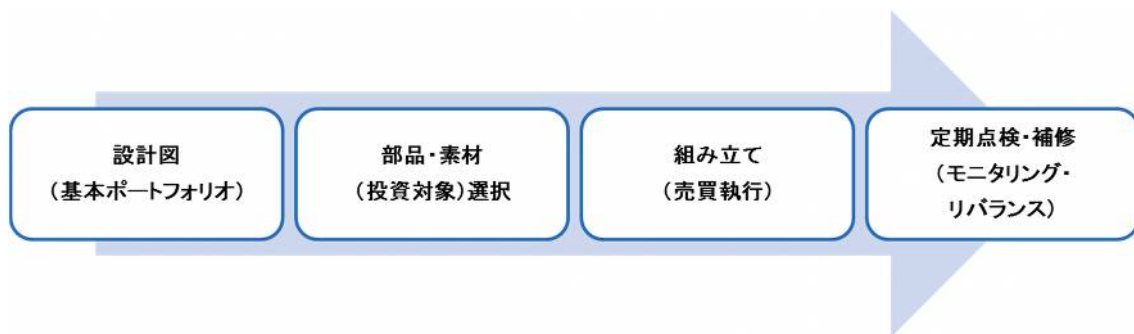 設計図
(基本ポートフォリオ)
部品・素材
(投資対象)選択
組み立て
(売買執行)
定期点検・補修
(モニタリング・
リバランス)